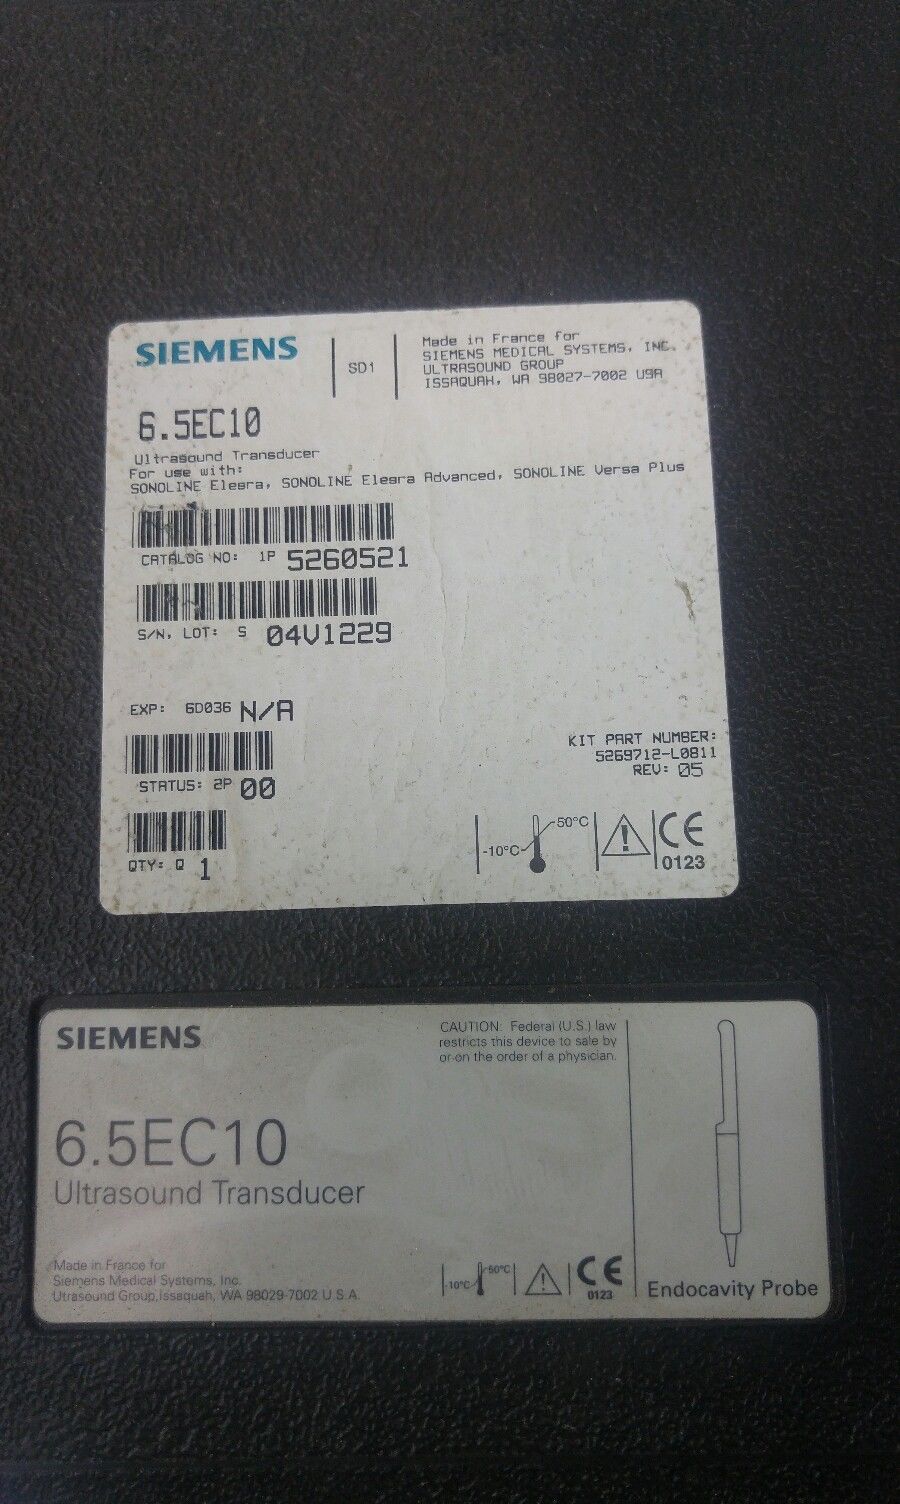 SIEMENS
SD1
Made in France for
SIEMENS MEDICAL SYSTEMS, INC.
ULTRASOUND GROUP
ISSAQUAH, WA 98027-7002 USA
6.5EC10
Ultrasound Transducer
For use with:
SONOLINE Elegra, SONOLINE Elegra Advanced, SONOLINE Versa Plus
CATALOG NO: 1P 5260521
S/N, LOT: S 04V1229
EXP: 6D036 N/A
KIT PART NUMBER:
5269712-L0811
REV: 05
STATUS: 2P 00
QTY: Q 1
-10°C
50°C
CE
0123
SIEMENS
CAUTION: Federal (U.S.) law
restricts this device to sale by
or on the order of a physician.
6.5EC10
Ultrasound Transducer
Made in France for
Siemens Medical Systems, Inc.
Utrasound Group, Issaquah, WA 98029-7002 U.S.A.
-10°C
50°C
CE
0123
Endocavity Probe